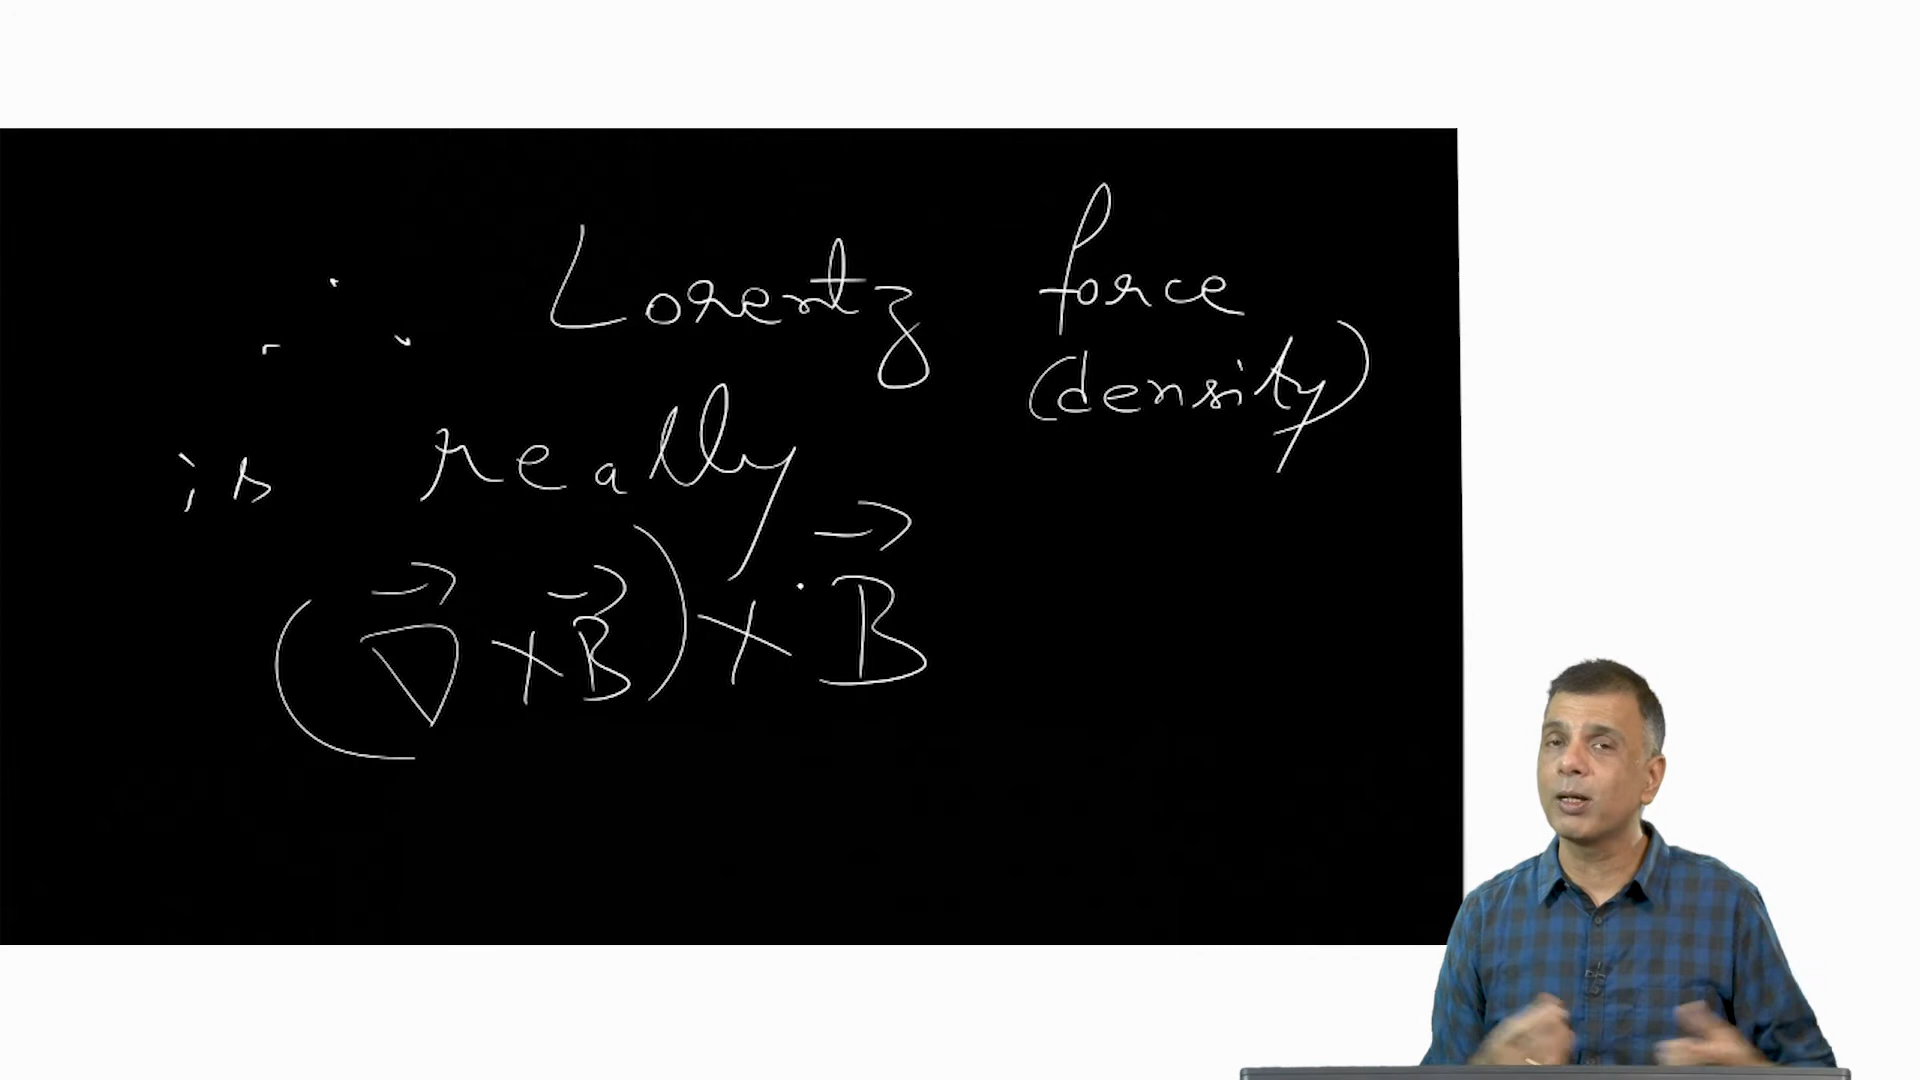 ∴ Lorentz force
(density)
is really
(∇⃗ × B⃗) × B⃗